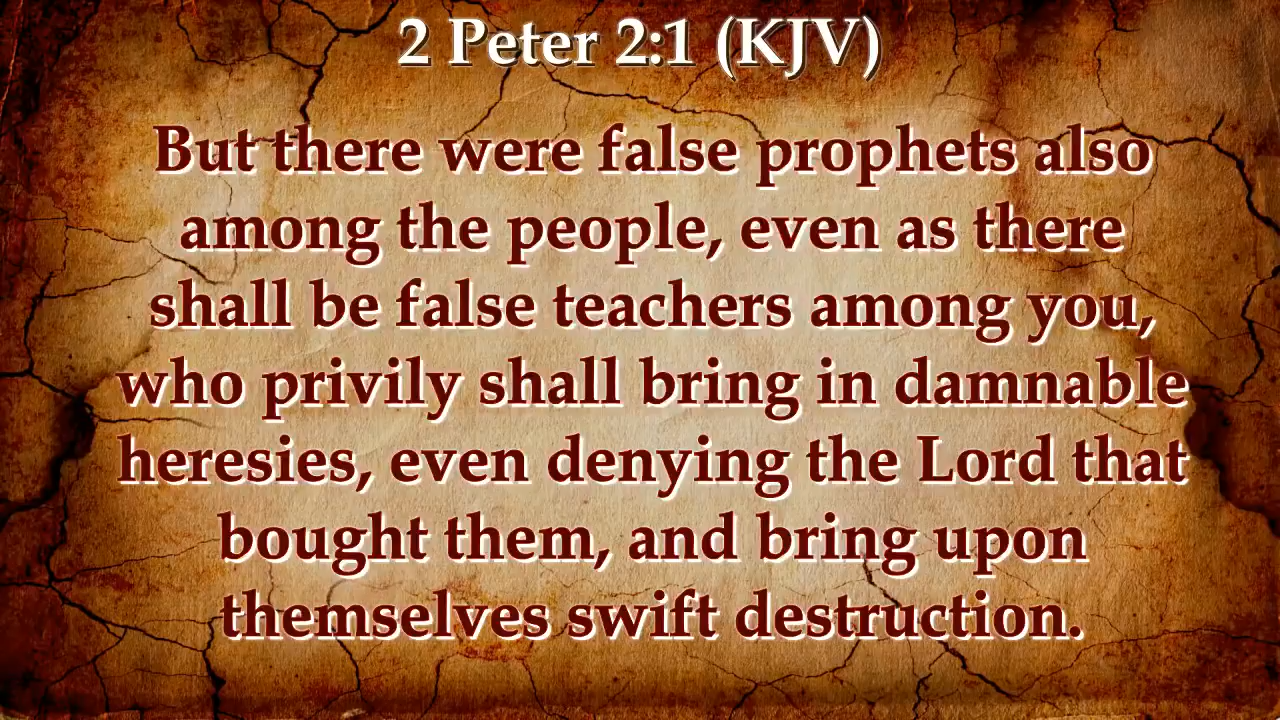 2 Peter 2:1 (KJV)
But there were false prophets also
among the people, even as there
shall be false teachers among you,
who privily shall bring in damnable
heresies, even denying the Lord that
bought them, and bring upon
themselves swift destruction.